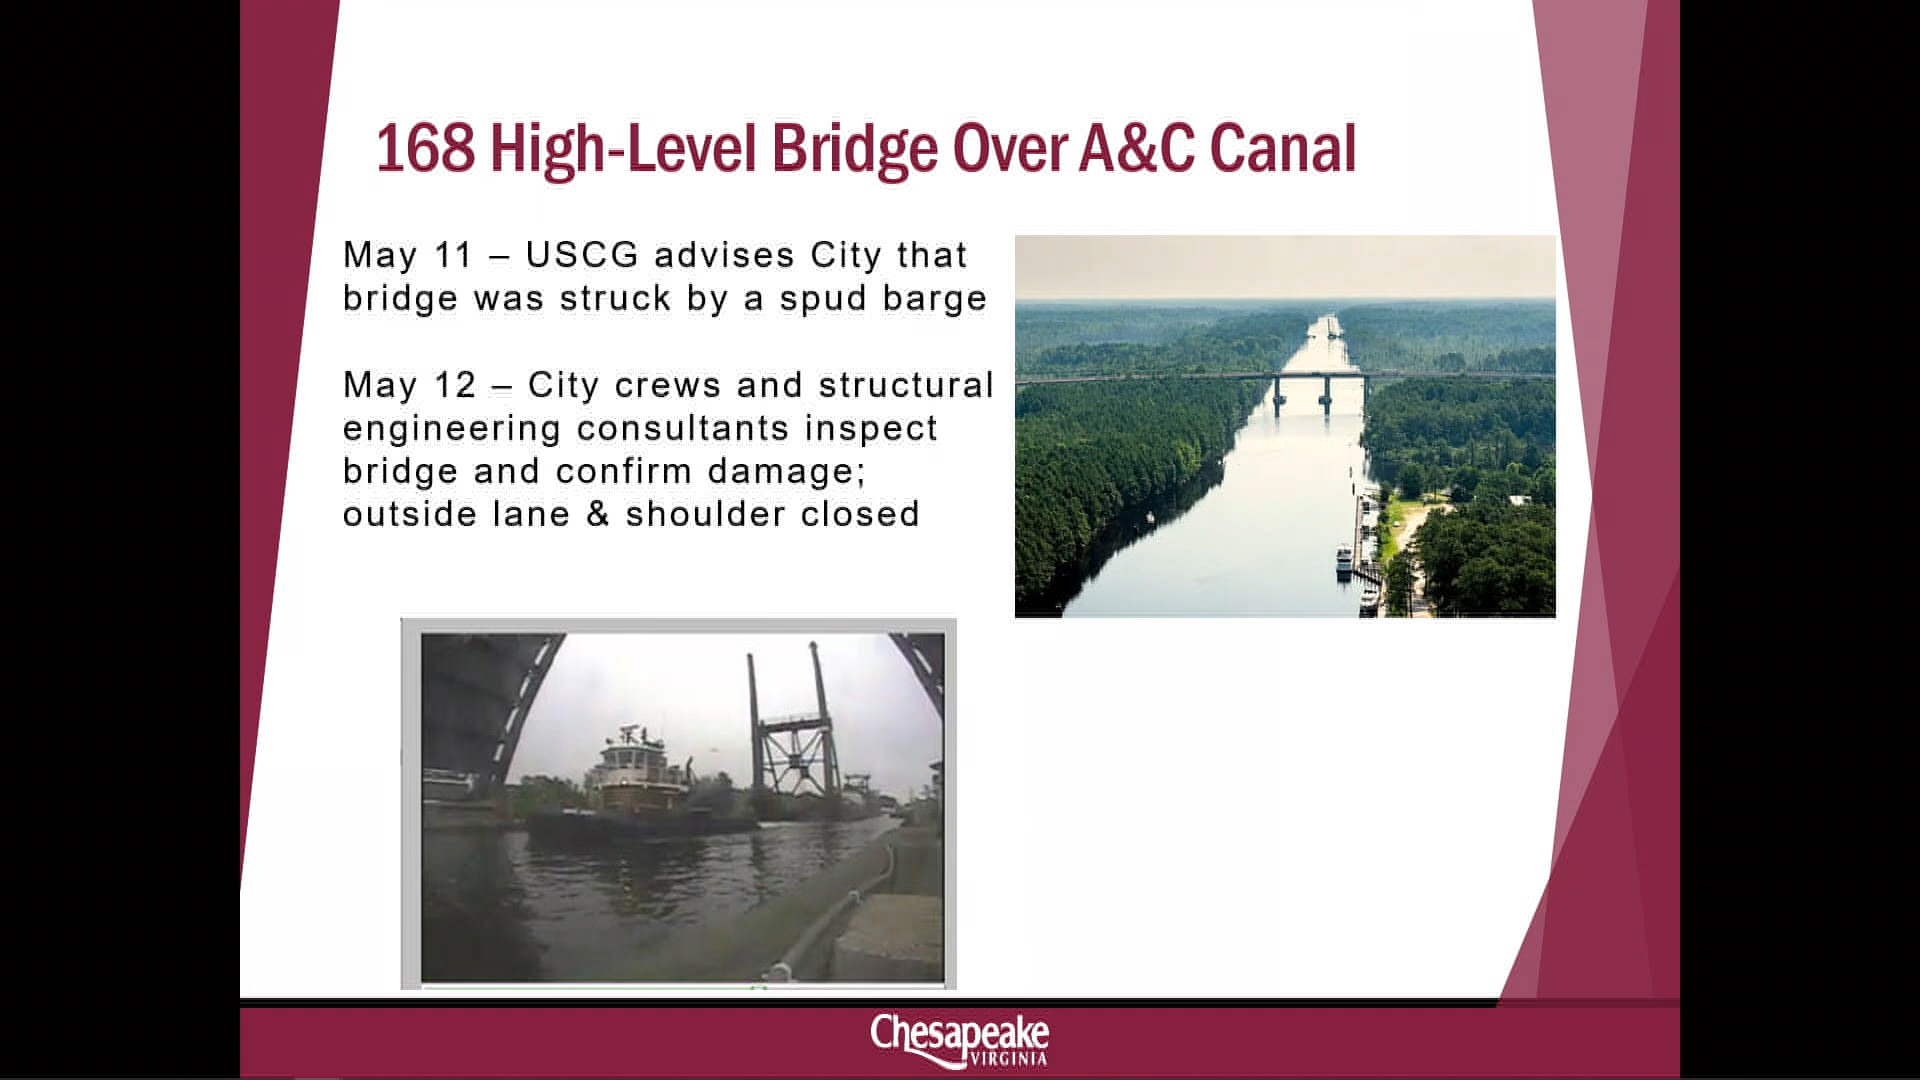 168 High-Level Bridge Over A&C Canal
May 11 – USCG advises City that
bridge was struck by a spud barge
May 12 – City crews and structural
engineering consultants inspect
bridge and confirm damage;
outside lane & shoulder closed
Chesapeake
VIRGINIA